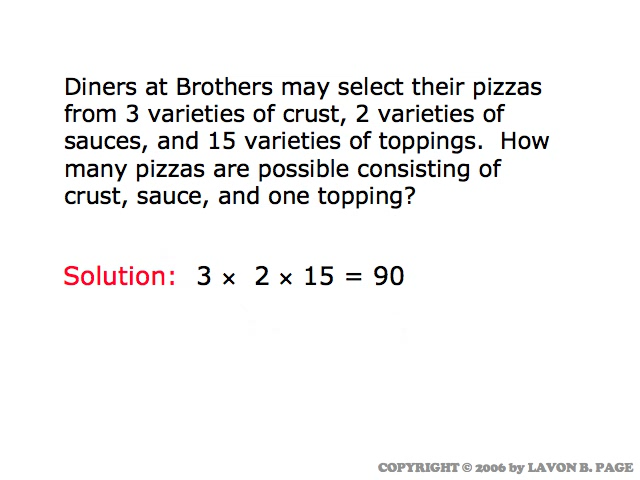 Diners at Brothers may select their pizzas
from 3 varieties of crust, 2 varieties of
sauces, and 15 varieties of toppings.  How
many pizzas are possible consisting of
crust, sauce, and one topping?
Solution:  3 ×  2 × 15 = 90
COPYRIGHT © 2006 by LAVON B. PAGE